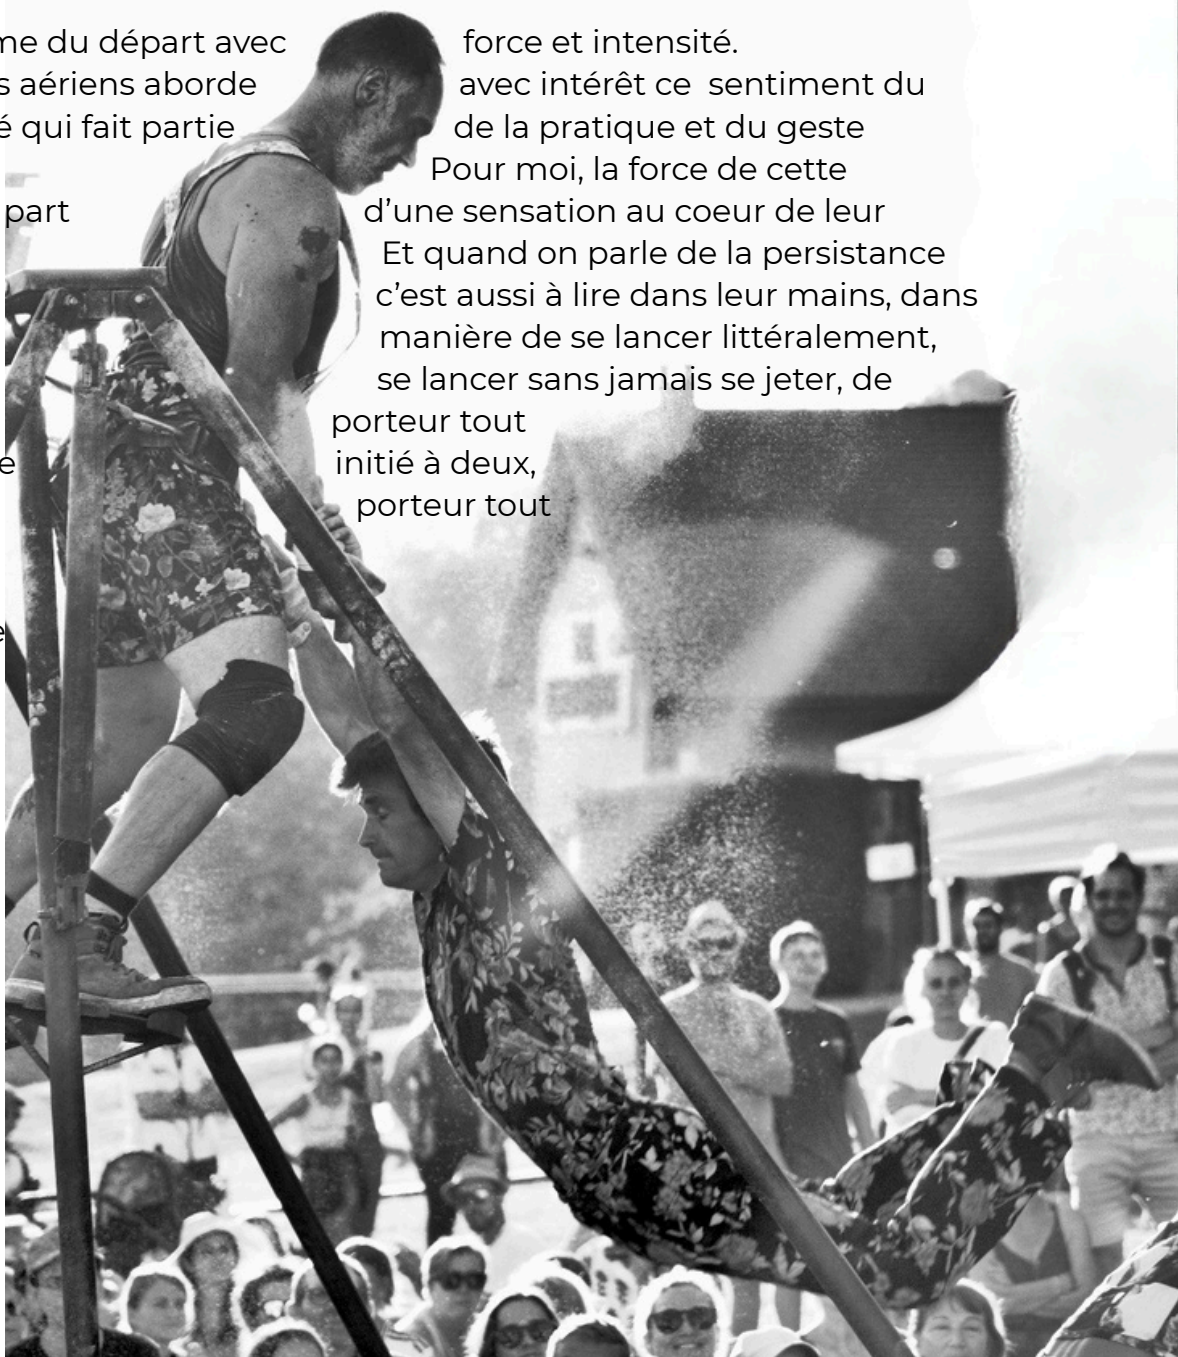 me du départ avec force et intensité.
s aériens aborde avec intérêt ce sentiment du
é qui fait partie de la pratique et du geste
Pour moi, la force de cette
part d’une sensation au coeur de leur
Et quand on parle de la persistance
c’est aussi à lire dans leur mains, dans
manière de se lancer littéralement,
se lancer sans jamais se jeter, de
porteur tout
e initié à deux,
porteur tout
e